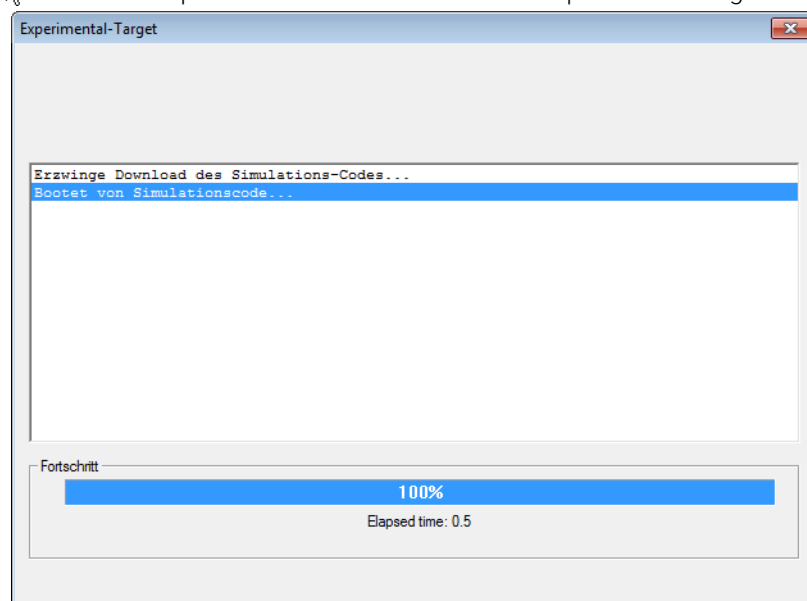 Experimental-Target
Erzwinge Download des Simulations-Codes...
Bootet von Simulationscode...
Fortschritt
100%
Elapsed time: 0.5